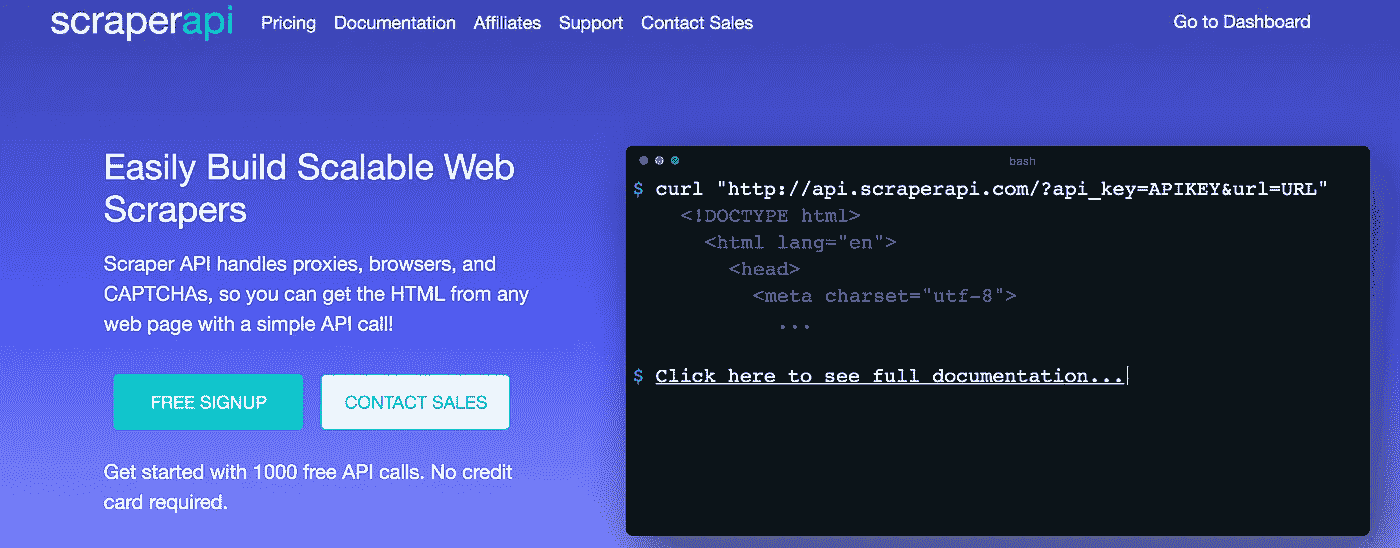 scraperapi Pricing Documentation Affiliates Support Contact Sales Go to Dashboard
Easily Build Scalable Web
Scrapers
Scraper API handles proxies, browsers, and
CAPTCHAs, so you can get the HTML from any
web page with a simple API call!
FREE SIGNUP CONTACT SALES
Get started with 1000 free API calls. No credit
card required.
bash
$ curl "http://api.scraperapi.com/?api_key=APIKEY&url=URL"
<!DOCTYPE html>
<html lang="en">
<head>
<meta charset="utf-8">
...
$ Click here to see full documentation...